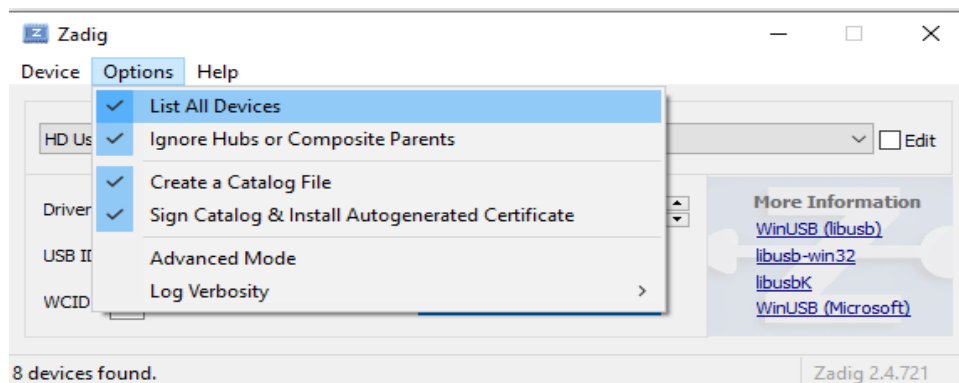 Zadig
Device Options Help
List All Devices
HD Us Ignore Hubs or Composite Parents Edit
Create a Catalog File
Driver Sign Catalog & Install Autogenerated Certificate
More Information
WinUSB (libusb)
USB ID Advanced Mode
libusb-win32
WCID Log Verbosity
libusbK
WinUSB (Microsoft)
8 devices found. Zadig 2.4.721